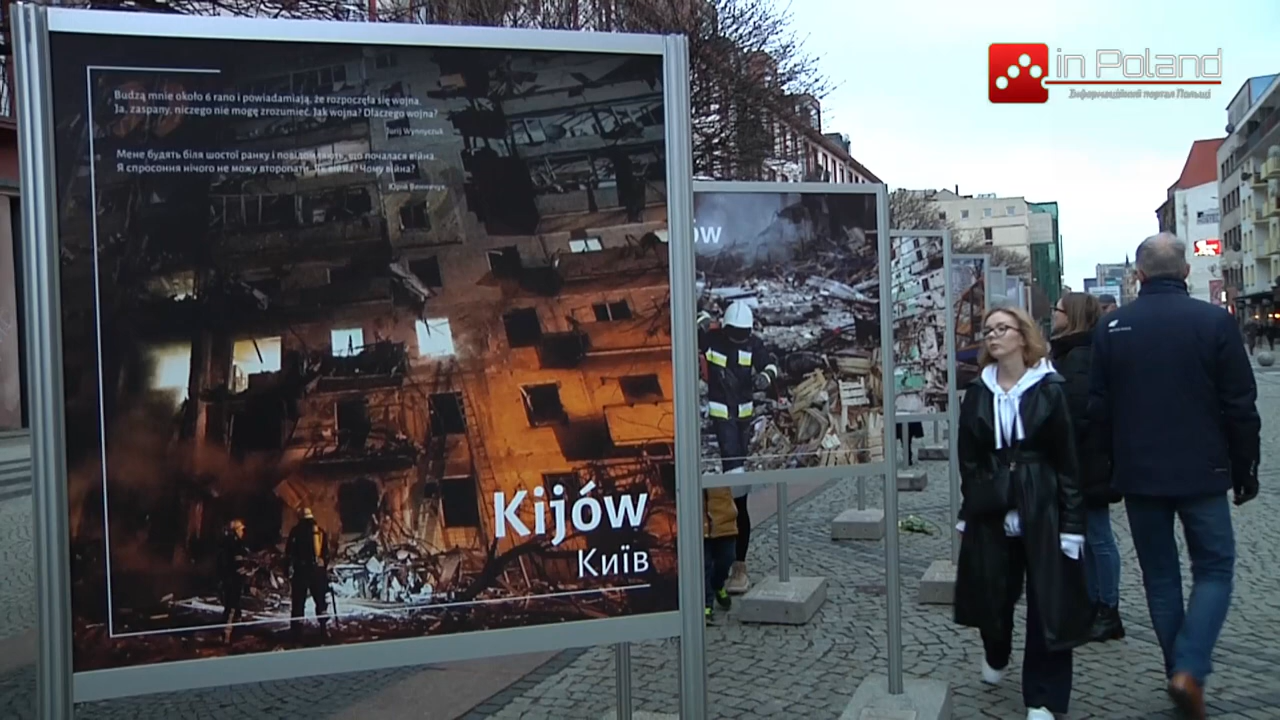 Budzą mnie około 6 rano i powiadamiają, że rozpoczęła się wojna.
Ja, zaspany, niczego nie mogę zrozumieć. Jak wojna? Dlaczego wojna?
Jurij Wynnyczuk
Мене будять біля шостої ранку і повідомляють, що почалася війна.
Я спросоння нічого не можу второпати. Як війна? Чому війна?
Юрій Винничук
Kijów
Київ
ów
in Poland
Інформаційний портал Польщі